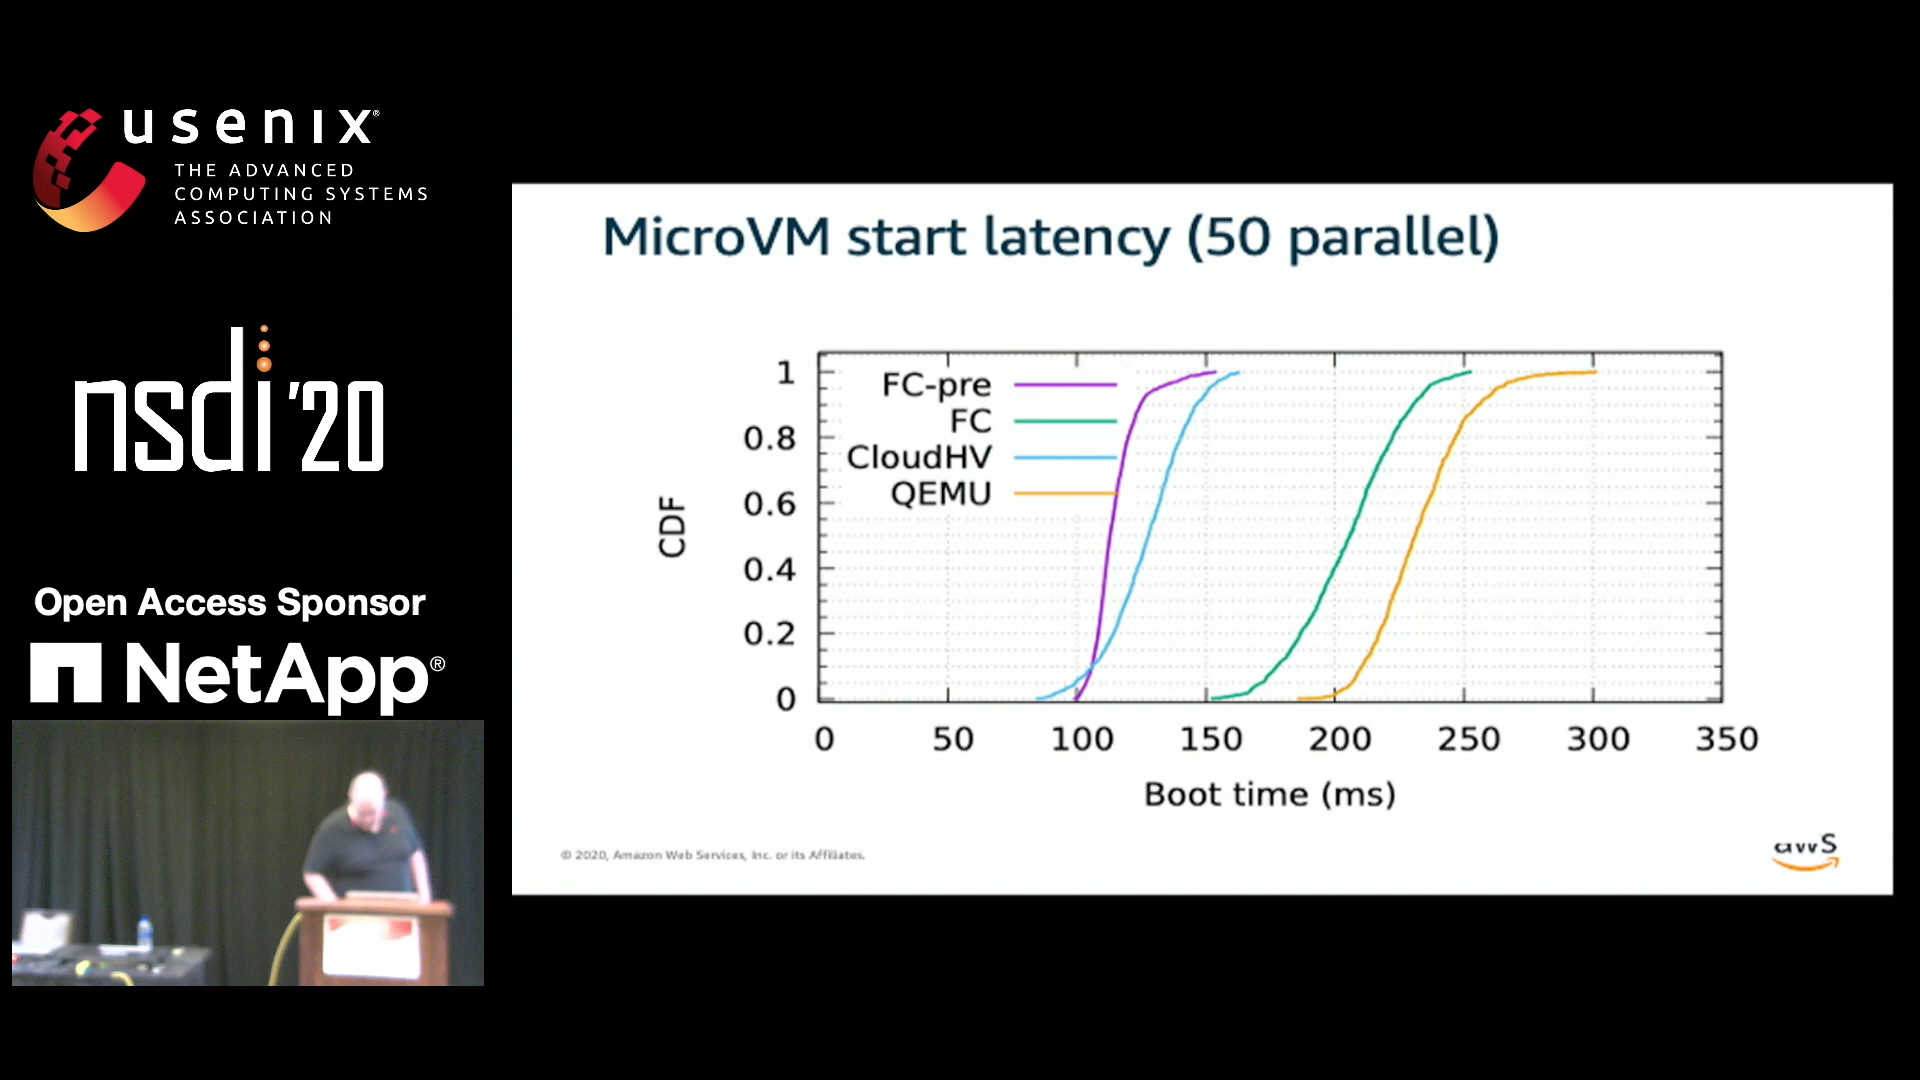 usenix®
THE ADVANCED
COMPUTING SYSTEMS
ASSOCIATION
nsdi '20
Open Access Sponsor
NetApp®
MicroVM start latency (50 parallel)
FC-pre
FC
CloudHV
QEMU
CDF
1
0.8
0.6
0.4
0.2
0
0 50 100 150 200 250 300 350
Boot time (ms)
© 2020, Amazon Web Services, Inc. or its Affiliates.
aws